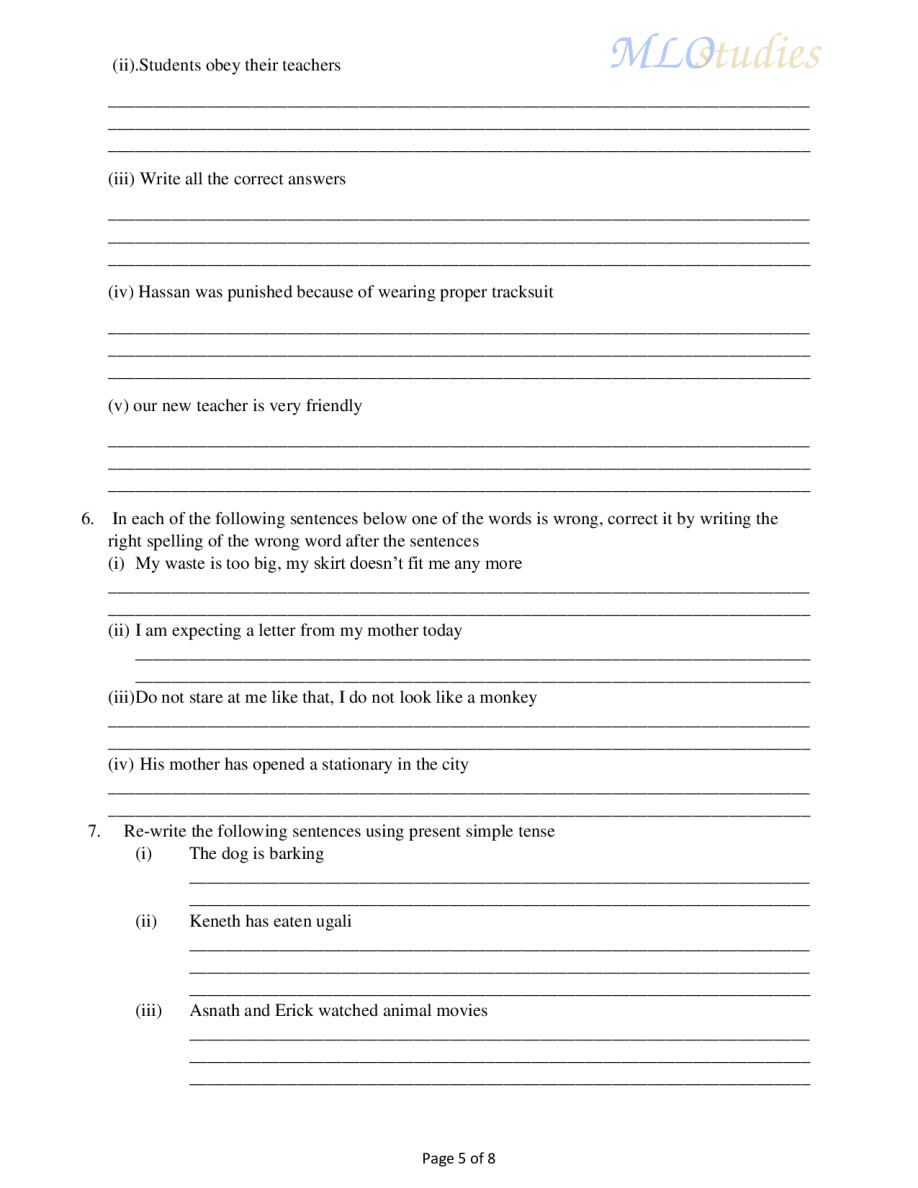 MLOstudies
(ii).Students obey their teachers
(iii) Write all the correct answers
(iv) Hassan was punished because of wearing proper tracksuit
(v) our new teacher is very friendly
6. In each of the following sentences below one of the words is wrong, correct it by writing the
right spelling of the wrong word after the sentences
(i) My waste is too big, my skirt doesn’t fit me any more
(ii) I am expecting a letter from my mother today
(iii)Do not stare at me like that, I do not look like a monkey
(iv) His mother has opened a stationary in the city
7. Re-write the following sentences using present simple tense
(i) The dog is barking
(ii) Keneth has eaten ugali
(iii) Asnath and Erick watched animal movies
Page 5 of 8